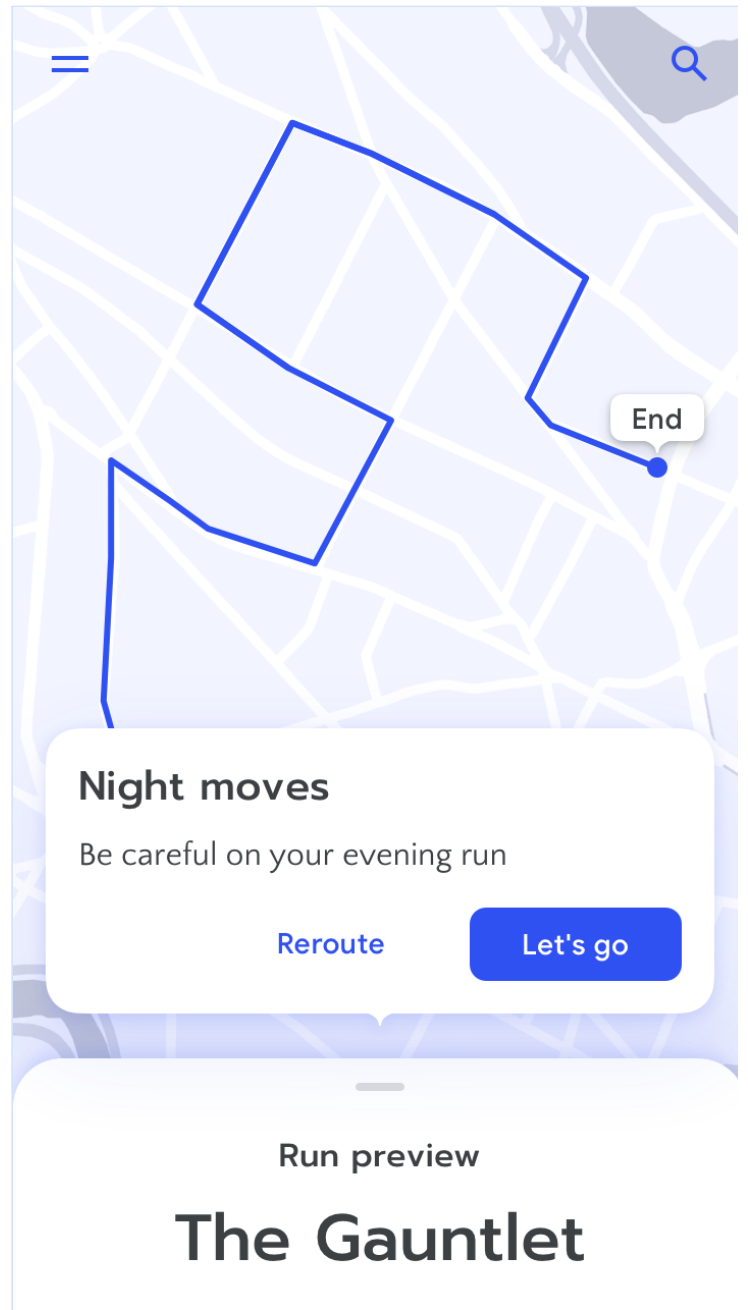 End
Night moves
Be careful on your evening run
Reroute
Let's go
Run preview
The Gauntlet